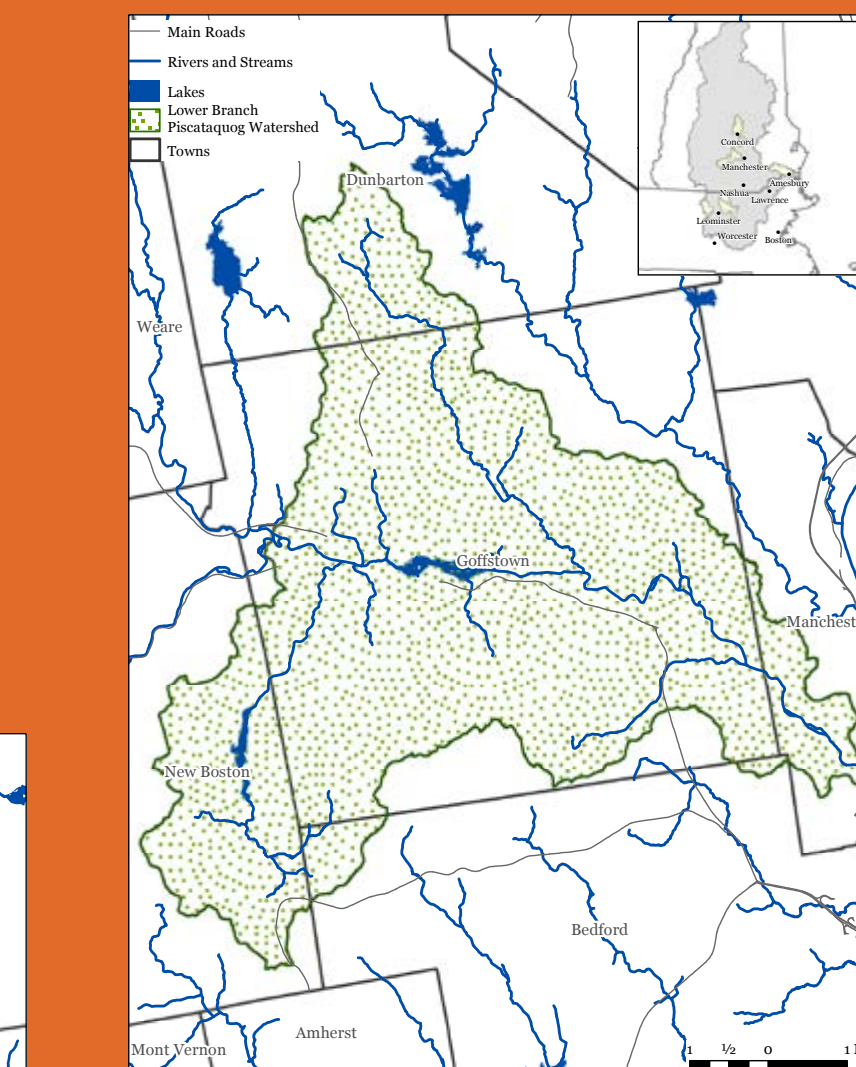 Main Roads
Rivers and Streams
Lakes
Lower Branch
Piscataquog Watershed
Towns
Concord
Manchester
Amesbury
Nashua
Lawrence
Leominster
Worcester
Boston
Dunbarton
Weare
Goffstown
Manchest
New Boston
Bedford
Amherst
Mont Vernon
1 ½ 0 1